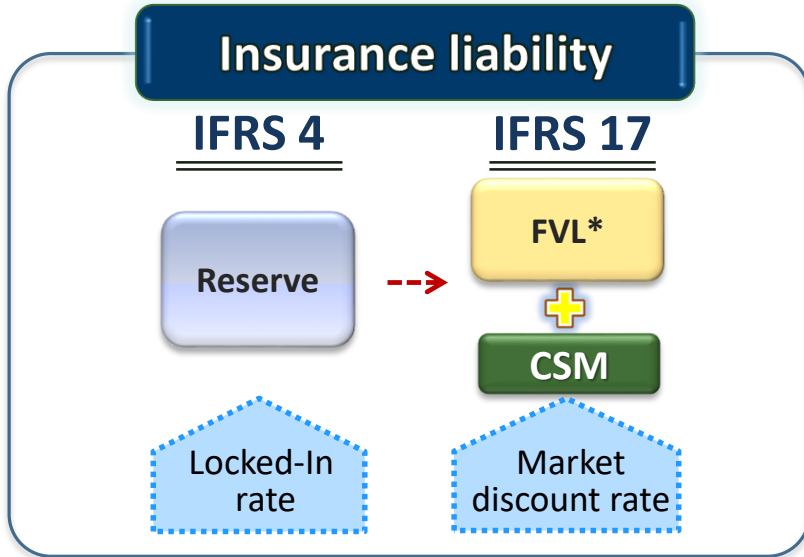 Insurance liability
IFRS 4
IFRS 17
Reserve
FVL*
CSM
Locked-In
rate
Market
discount rate